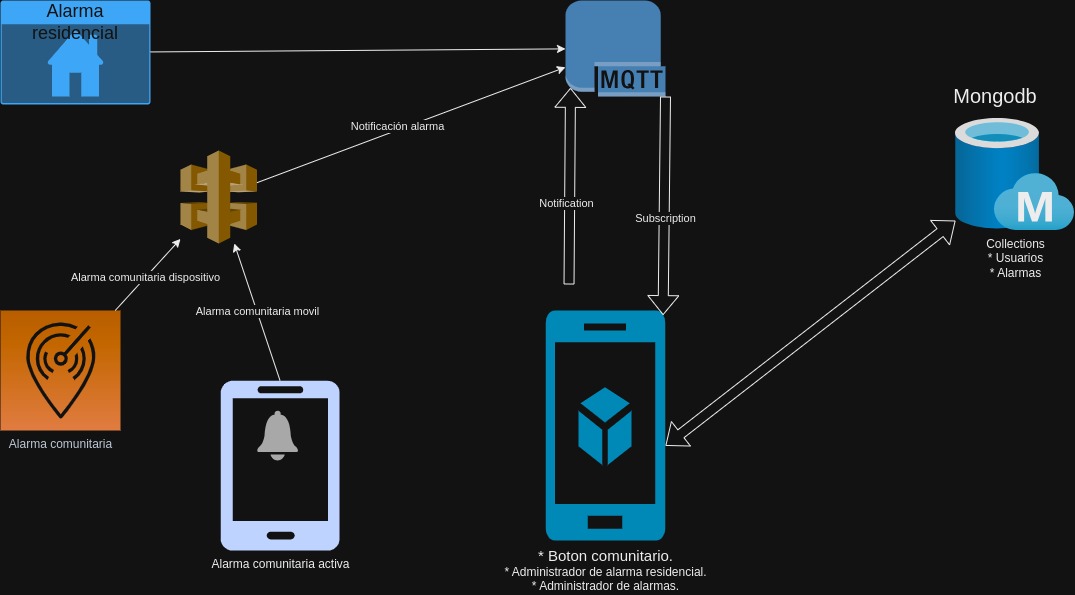 Alarma
residencial
MQTT
Mongodb
Notificación alarma
M
Notification
Subscription
Collections
* Usuarios
* Alarmas
Alarma comunitaria dispositivo
Alarma comunitaria movil
Alarma comunitaria
Alarma comunitaria activa
* Boton comunitario.
* Administrador de alarma residencial.
* Administrador de alarmas.